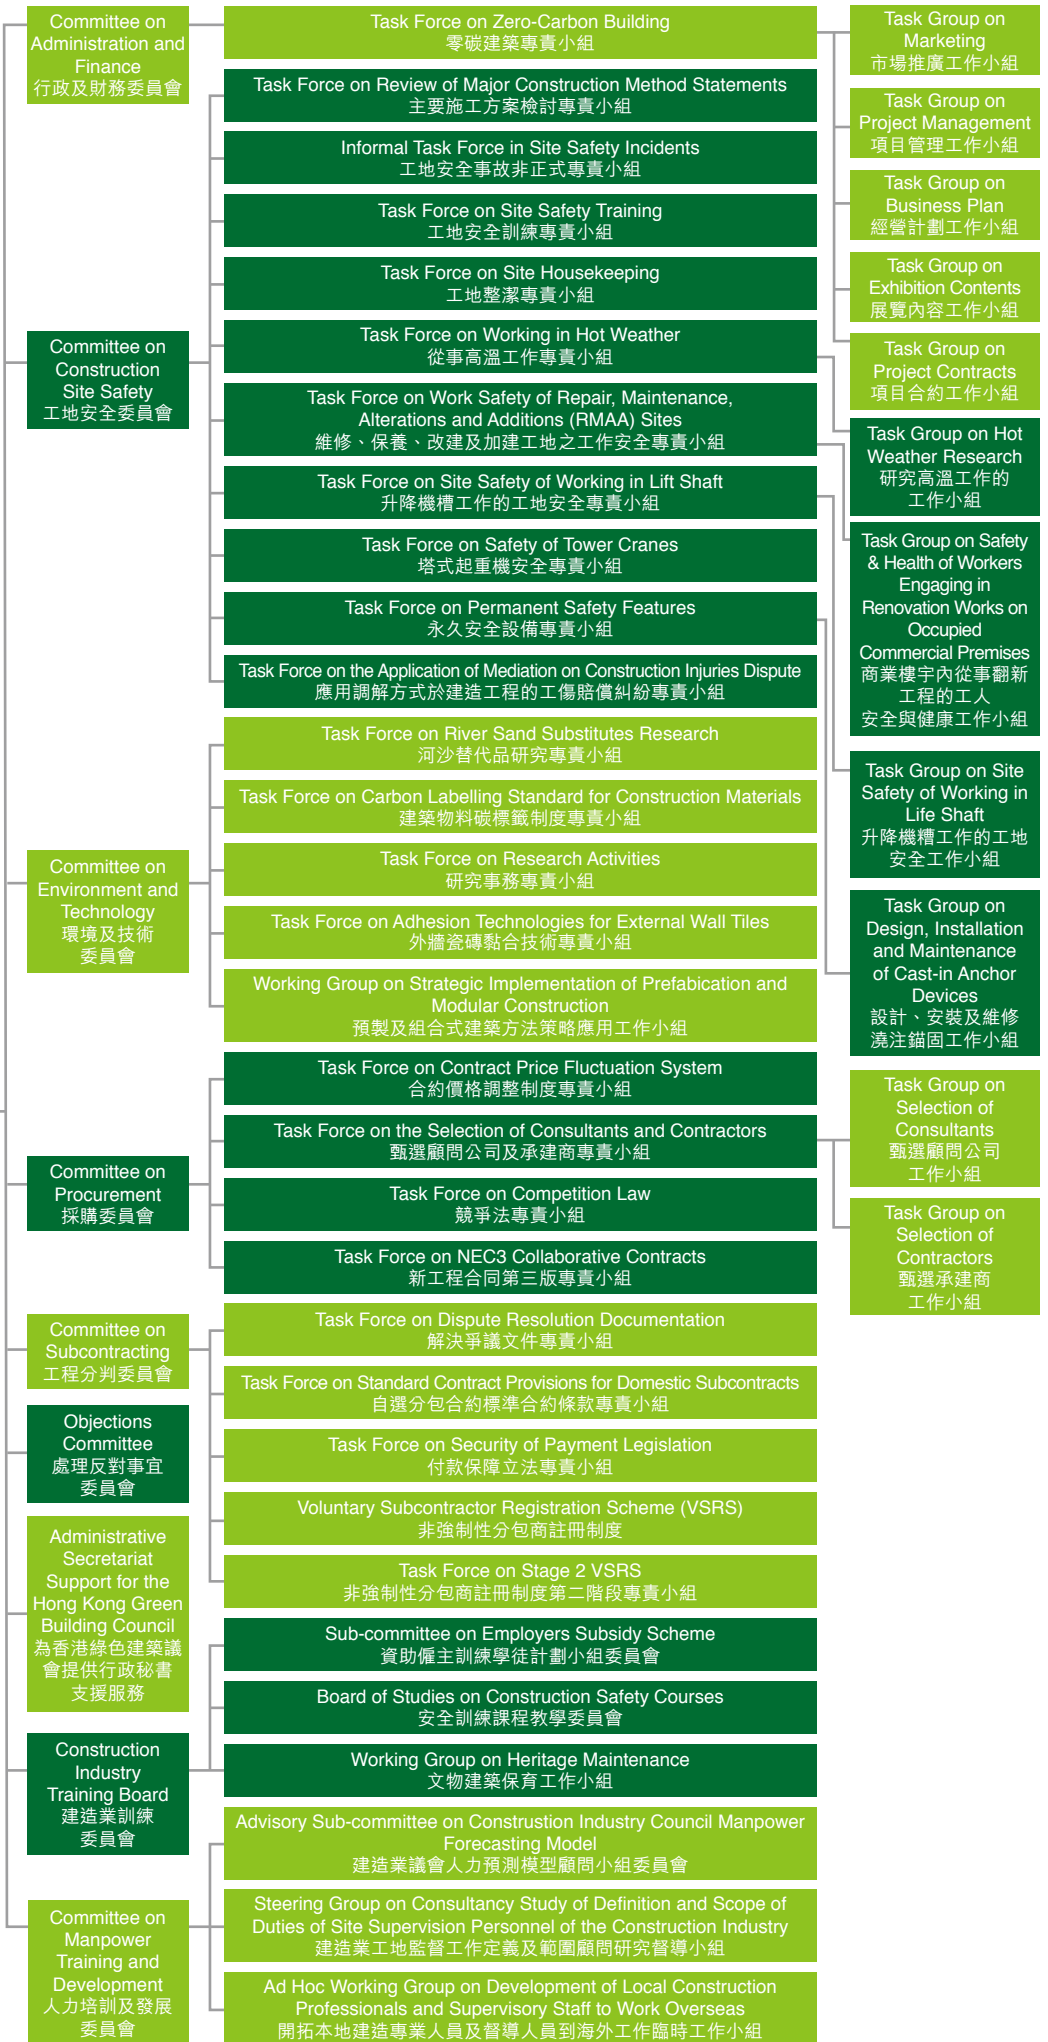 Committee on
Administration and
Finance
行政及財務委員會
Task Force on Zero-Carbon Building
零碳建築專責小組
Task Group on
Marketing
市場推廣工作小組
Task Group on
Project Management
項目管理工作小組
Task Group on
Business Plan
經營計劃工作小組
Task Group on
Exhibition Contents
展覽內容工作小組
Task Group on
Project Contracts
項目合約工作小組
Committee on
Construction
Site Safety
工地安全委員會
Task Force on Review of Major Construction Method Statements
主要施工方案檢討專責小組
Informal Task Force in Site Safety Incidents
工地安全事故非正式專責小組
Task Force on Site Safety Training
工地安全訓練專責小組
Task Force on Site Housekeeping
工地整潔專責小組
Task Force on Working in Hot Weather
從事高溫工作專責小組
Task Force on Work Safety of Repair, Maintenance,
Alterations and Additions (RMAA) Sites
維修、保養、改建及加建工地之工作安全專責小組
Task Force on Site Safety of Working in Lift Shaft
升降機槽工作的工地安全專責小組
Task Force on Safety of Tower Cranes
塔式起重機安全專責小組
Task Force on Permanent Safety Features
永久安全設備專責小組
Task Force on the Application of Mediation on Construction Injuries Dispute
應用調解方式於建造工程的工傷賠償糾紛專責小組
Task Group on Hot
Weather Research
研究高溫工作的
工作小組
Task Group on Safety
& Health of Workers
Engaging in
Renovation Works on
Occupied
Commercial Premises
商業樓宇內從事翻新
工程的工人
安全與健康工作小組
Task Group on Site
Safety of Working in
Life Shaft
升降機糟工作的工地
安全工作小組
Task Group on
Design, Installation
and Maintenance
of Cast-in Anchor
Devices
設計、安裝及維修
澆注錨固工作小組
Committee on
Environment and
Technology
環境及技術
委員會
Task Force on River Sand Substitutes Research
河沙替代品研究專責小組
Task Force on Carbon Labelling Standard for Construction Materials
建築物料碳標籤制度專責小組
Task Force on Research Activities
研究事務專責小組
Task Force on Adhesion Technologies for External Wall Tiles
外牆瓷磚黏合技術專責小組
Working Group on Strategic Implementation of Prefabication and
Modular Construction
預製及組合式建築方法策略應用工作小組
Committee on
Procurement
採購委員會
Task Force on Contract Price Fluctuation System
合約價格調整制度專責小組
Task Force on the Selection of Consultants and Contractors
甄選顧問公司及承建商專責小組
Task Force on Competition Law
競爭法專責小組
Task Force on NEC3 Collaborative Contracts
新工程合同第三版專責小組
Task Group on
Selection of
Consultants
甄選顧問公司
工作小組
Task Group on
Selection of
Contractors
甄選承建商
工作小組
Committee on
Subcontracting
工程分判委員會
Task Force on Dispute Resolution Documentation
解決爭議文件專責小組
Task Force on Standard Contract Provisions for Domestic Subcontracts
自選分包合約標準合約條款專責小組
Task Force on Security of Payment Legislation
付款保障立法專責小組
Voluntary Subcontractor Registration Scheme (VSRS)
非強制性分包商註冊制度
Task Force on Stage 2 VSRS
非強制性分包商註冊制度第二階段專責小組
Objections
Committee
處理反對事宜
委員會
Administrative
Secretariat
Support for the
Hong Kong Green
Building Council
為香港綠色建築議
會提供行政秘書
支援服務
Construction
Industry
Training Board
建造業訓練
委員會
Sub-committee on Employers Subsidy Scheme
資助僱主訓練學徒計劃小組委員會
Board of Studies on Construction Safety Courses
安全訓練課程教學委員會
Working Group on Heritage Maintenance
文物建築保育工作小組
Committee on
Manpower
Training and
Development
人力培訓及發展
委員會
Advisory Sub-committee on Constrution Industry Council Manpower
Forecasting Model
建造業議會人力預測模型顧問小組委員會
Steering Group on Consultancy Study of Definition and Scope of
Duties of Site Supervision Personnel of the Construction Industry
建造業工地監督工作定義及範圍顧問研究督導小組
Ad Hoc Working Group on Development of Local Construction
Professionals and Supervisory Staff to Work Overseas
開拓本地建造專業人員及督導人員到海外工作臨時工作小組